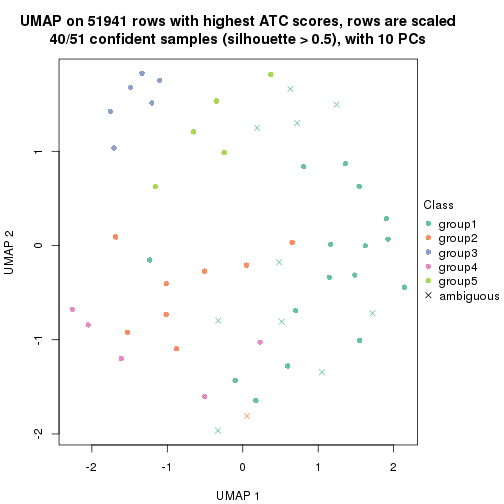 UMAP on 51941 rows with highest ATC scores, rows are scaled
40/51 confident samples (silhouette > 0.5), with 10 PCs
UMAP 2
1
0
-1
-2
-2
-1
0
1
2
UMAP 1
Class
group1
group2
group3
group4
group5
ambiguous